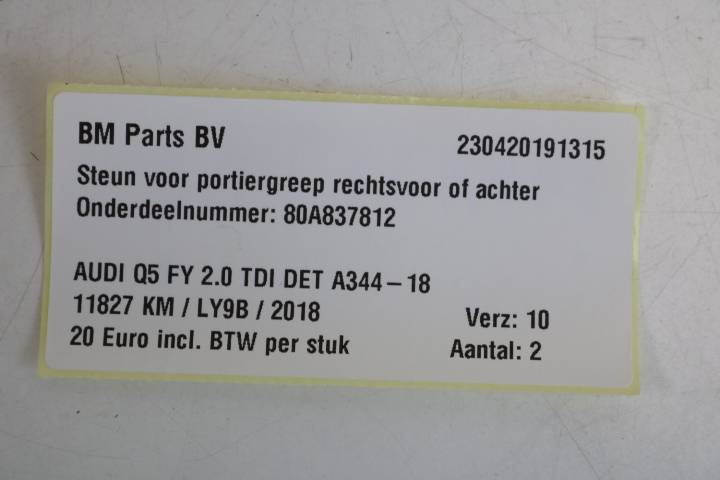 BM Parts BV 230420191315
Steun voor portiergreep rechtsvoor of achter
Onderdeelnummer: 80A837812
AUDI Q5 FY 2.0 TDI DET A344-18
11827 KM / LY9B / 2018 Verz: 10
20 Euro incl. BTW per stuk Aantal: 2